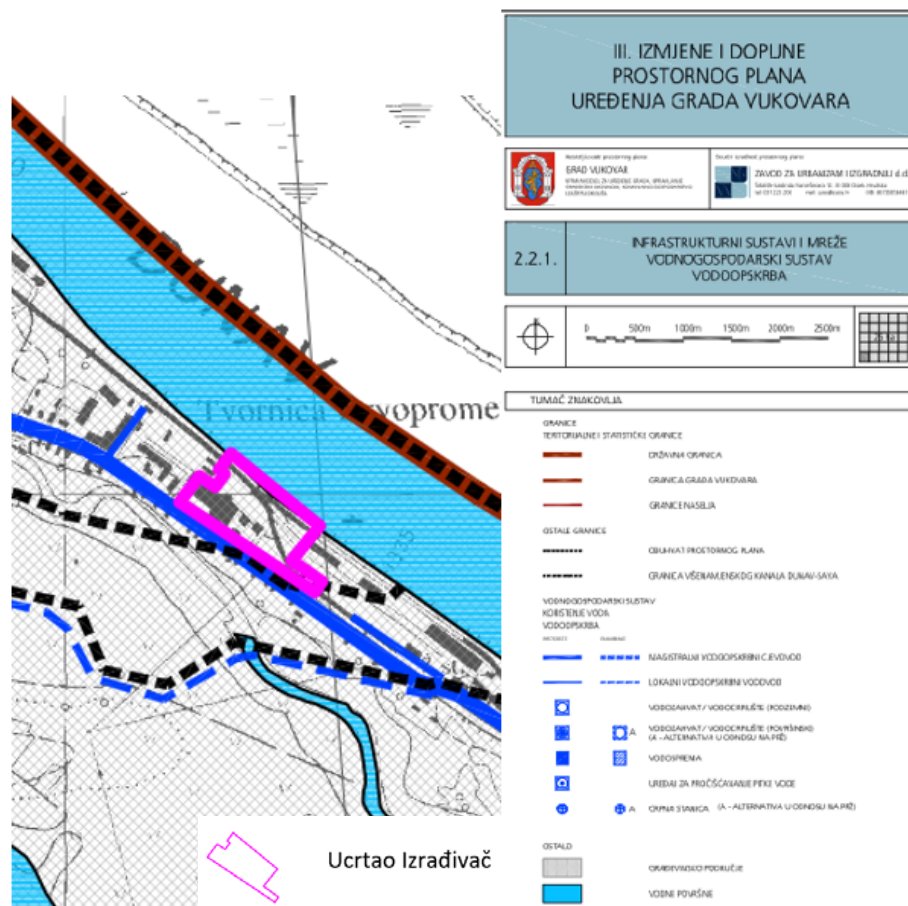 III. IZMJENE I DOPUNE
PROSTORNOG PLANA
UREĐENJA GRADA VUKOVARA
GRAD VUKOVAR
ZAVOD ZA URBANIZAM I IZGRADNJU d.d.
2.2.1.
INFRASTRUKTURNI SUSTAVI I MREŽE
VODNOGOSPODARSKI SUSTAV
VODOOPSKRBA
0 500m 1000m 1500m 2000m 2500m
TUMAČ ZNAKOVLJA
GRANICE
TERITORIJALNE I STATISTIČKE GRANICE
DRŽAVNA GRANICA
GRANICA GRADA VUKOVARA
GRANICE NASELJA
OSTALE GRANICE
OBUHVAT PROSTORNOG PLANA
GRANICA VIŠENAMJENSKOG KANALA DUNAV-SAVA
VODNOGOSPODARSKI SUSTAV
KORIŠTENJE VODA
VODOOPSKRBA
MAGISTRALNI VODOOPSKRBNI CJEVOVOD
LOKALNI VODOOPSKRBNI VODOVOD
VODOZAHVAT / VODOCRPILIŠTE (PODZEMNI)
VODOZAHVAT / VODOCRPILIŠTE (POVRŠINSKI)
A (A - ALTERNATIVA U ODNOSU NA PPŽ)
VODOSPREMA
UREĐAJ ZA PROČIŠĆAVANJE PITKE VODE
A CRPNA STANICA (A - ALTERNATIVA U ODNOSU NA PPŽ)
OSTALO
GRAĐEVINSKO PODRUČJE
VODNE POVRŠINE
DUNAV
Tvornica
Ucrtao Izrađivač